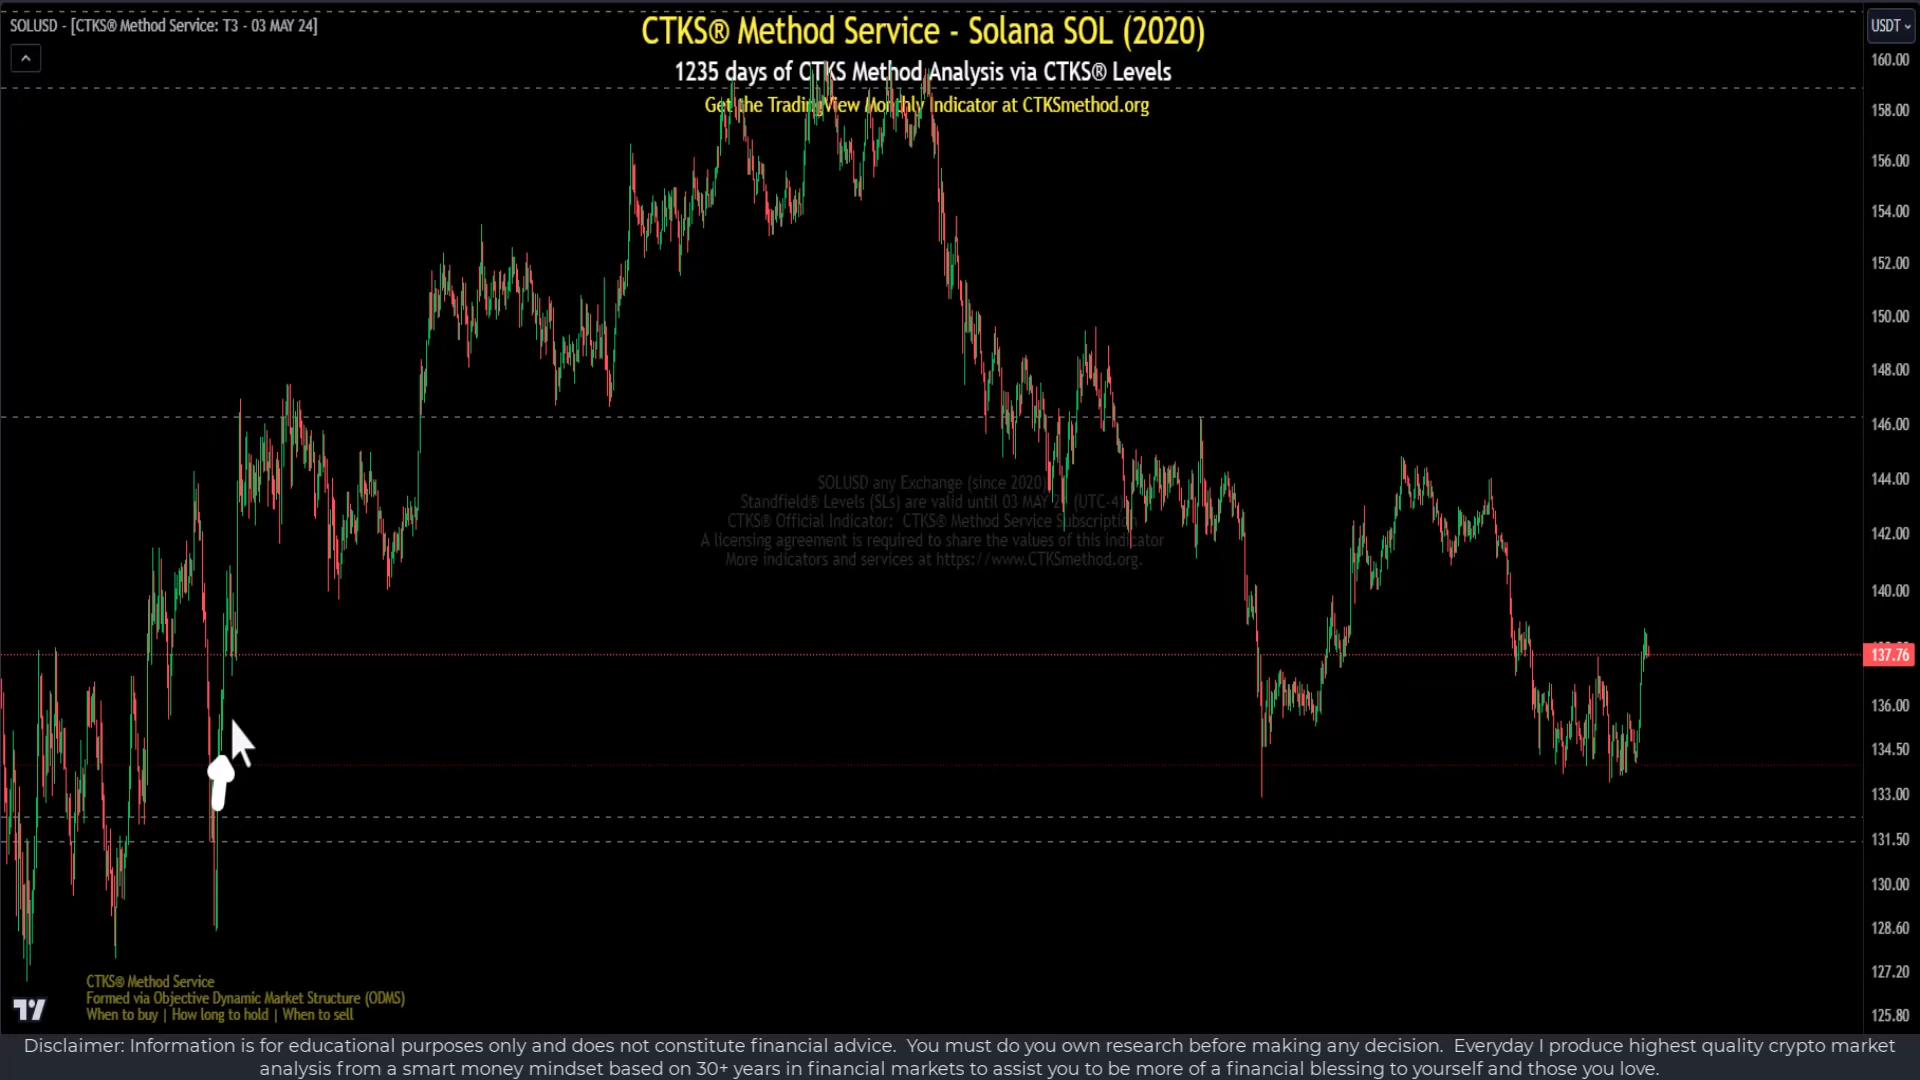 SOLUSD - [CTKS® Method Service: T3 - 03 MAY 24]
CTKS® Method Service - Solana SOL (2020)
1235 days of CTKS Method Analysis via CTKS® Levels
Get the TradingView Monthly Indicator at CTKSmethod.org
USDT
160.00
158.00
156.00
154.00
152.00
150.00
148.00
146.00
144.00
142.00
140.00
137.76
136.00
134.50
133.00
131.50
130.00
128.60
127.20
125.80
SOLUSD any Exchange (since 2020)
Standfield® Levels (SLs) are valid until 03 MAY (UTC-4)
CTKS® Official Indicator: CTKS® Method Service Subscription
A licensing agreement is required to share the values of this indicator
More indicators and services at https://www.CTKSmethod.org.
CTKS® Method Service
Formed via Objective Dynamic Market Structure (ODMS)
When to buy | How long to hold | When to sell
Disclaimer: Information is for educational purposes only and does not constitute financial advice. You must do you own research before making any decision. Everyday I produce highest quality crypto market
analysis from a smart money mindset based on 30+ years in financial markets to assist you to be more of a financial blessing to yourself and those you love.